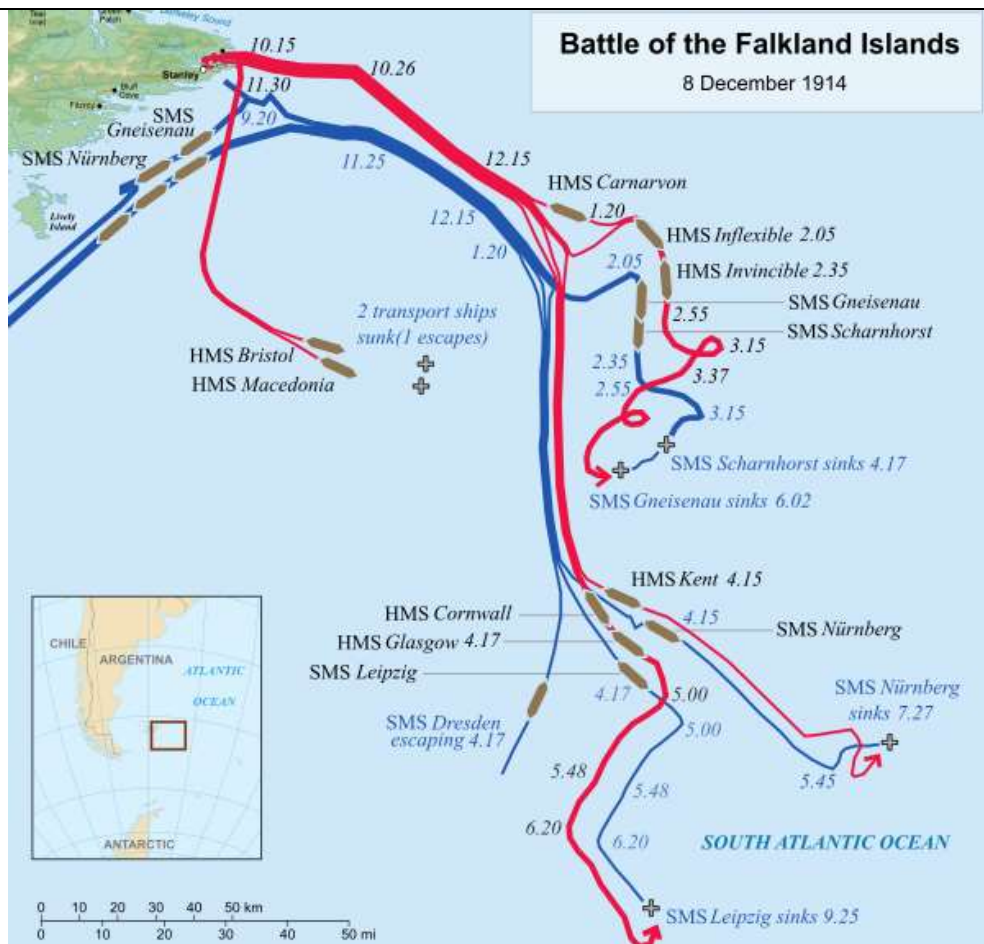 Berkeley Sound
Battle of the Falkland Islands
8 December 1914
10.15
10.26
Stanley
11.30
Bluff
Cove
Fitzroy
SMS
Gneisenau
9.20
SMS Nürnberg
11.25
12.15
HMS Carnarvon
1.20
Lively
Island
12.15
HMS Inflexible 2.05
1.20
2.05
HMS Invincible 2.35
SMS Gneisenau
2.55
SMS Scharnhorst
2 transport ships
sunk(1 escapes)
3.15
HMS Bristol
2.35
3.37
HMS Macedonia
2.55
3.15
SMS Scharnhorst sinks 4.17
SMS Gneisenau sinks 6.02
HMS Kent 4.15
HMS Cornwall
4.15
SMS Nürnberg
HMS Glasgow 4.17
SMS Leipzig
4.17
5.00
SMS Nürnberg
sinks 7.27
SMS Dresden
escaping 4.17
5.00
5.48
5.45
5.48
6.20
6.20
SOUTH ATLANTIC OCEAN
SMS Leipzig sinks 9.25
CHILE
ARGENTINA
ATLANTIC
OCEAN
ANTARCTIC
0 10 20 30 40 50 km
0 10 20 30 50 mi